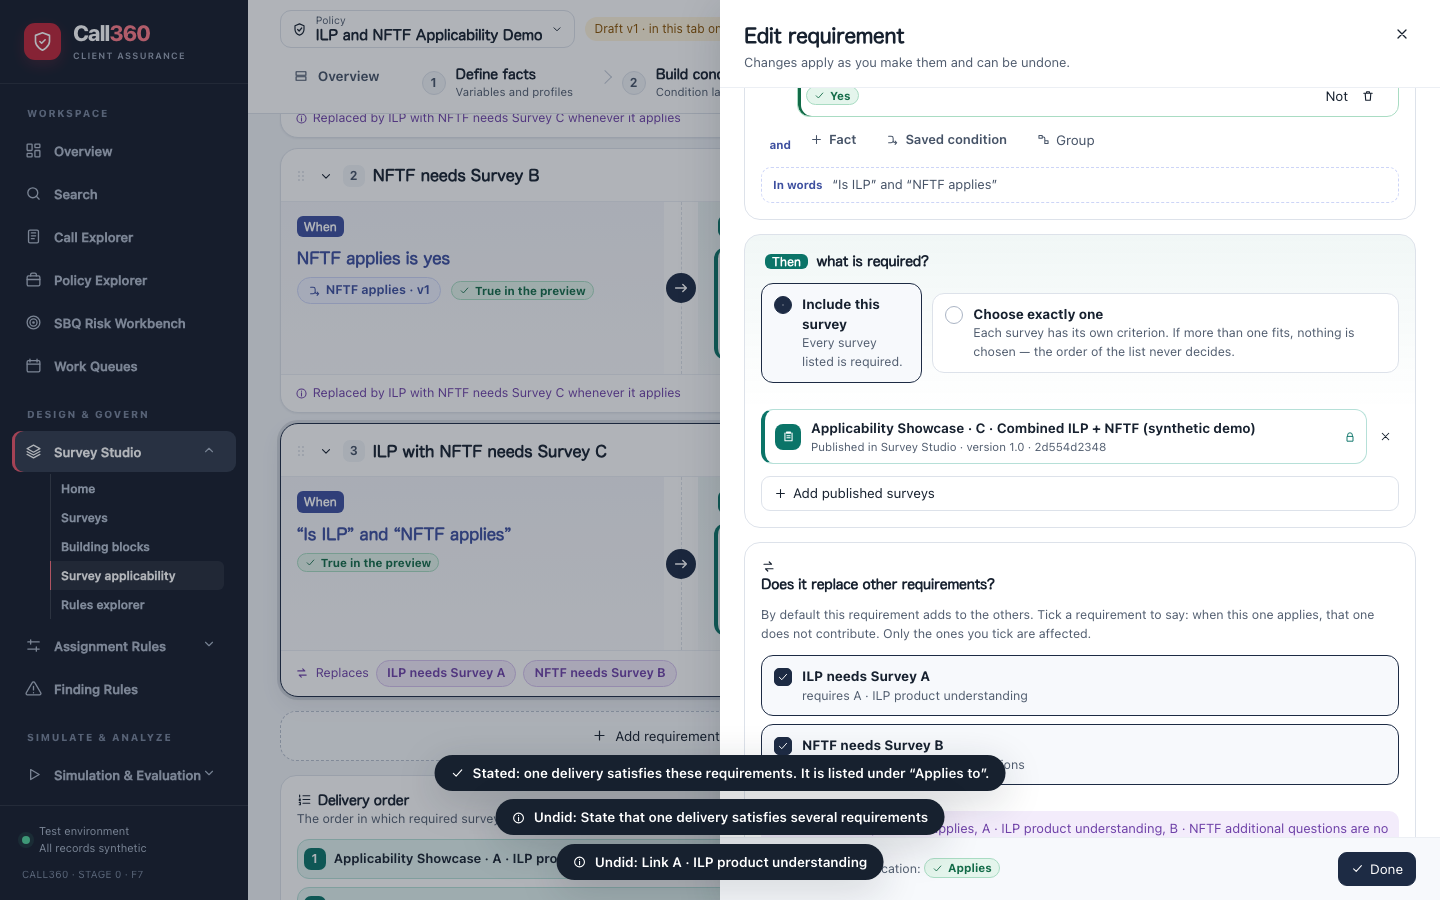 Call360
CLIENT ASSURANCE
WORKSPACE
Overview
Search
Call Explorer
Policy Explorer
SBQ Risk Workbench
Work Queues
DESIGN & GOVERN
Survey Studio
Home
Surveys
Building blocks
Survey applicability
Rules explorer
Assignment Rules
Finding Rules
SIMULATE & ANALYZE
Simulation & Evaluation
Test environment
All records synthetic
CALL360 · STAGE 0 · F7
Policy
ILP and NFTF Applicability Demo
Draft v1 · in this tab on
Overview
1 Define facts
Variables and profiles
2 Build conc
Condition la
Replaced by ILP with NFTF needs Survey C whenever it applies
2 NFTF needs Survey B
When
NFTF applies is yes
NFTF applies · v1
True in the preview
Replaced by ILP with NFTF needs Survey C whenever it applies
3 ILP with NFTF needs Survey C
When
“Is ILP” and “NFTF applies”
True in the preview
Replaces ILP needs Survey A NFTF needs Survey B
Add requirement
Delivery order
The order in which required survey
1 Applicability Showcase · A · ILP pro
Edit requirement
Changes apply as you make them and can be undone.
Yes
Not
and
Fact
Saved condition
Group
In words “Is ILP” and “NFTF applies”
Then what is required?
Include this
survey
Every survey
listed is required.
Choose exactly one
Each survey has its own criterion. If more than one fits, nothing is
chosen — the order of the list never decides.
Applicability Showcase · C · Combined ILP + NFTF (synthetic demo)
Published in Survey Studio · version 1.0 · 2d554d2348
Add published surveys
Does it replace other requirements?
By default this requirement adds to the others. Tick a requirement to say: when this one applies, that one
does not contribute. Only the ones you tick are affected.
ILP needs Survey A
requires A · ILP product understanding
NFTF needs Survey B
ions
pplies, A · ILP product understanding, B · NFTF additional questions are no
cation: Applies
Done
Stated: one delivery satisfies these requirements. It is listed under “Applies to”.
Undid: State that one delivery satisfies several requirements
Undid: Link A · ILP product understanding